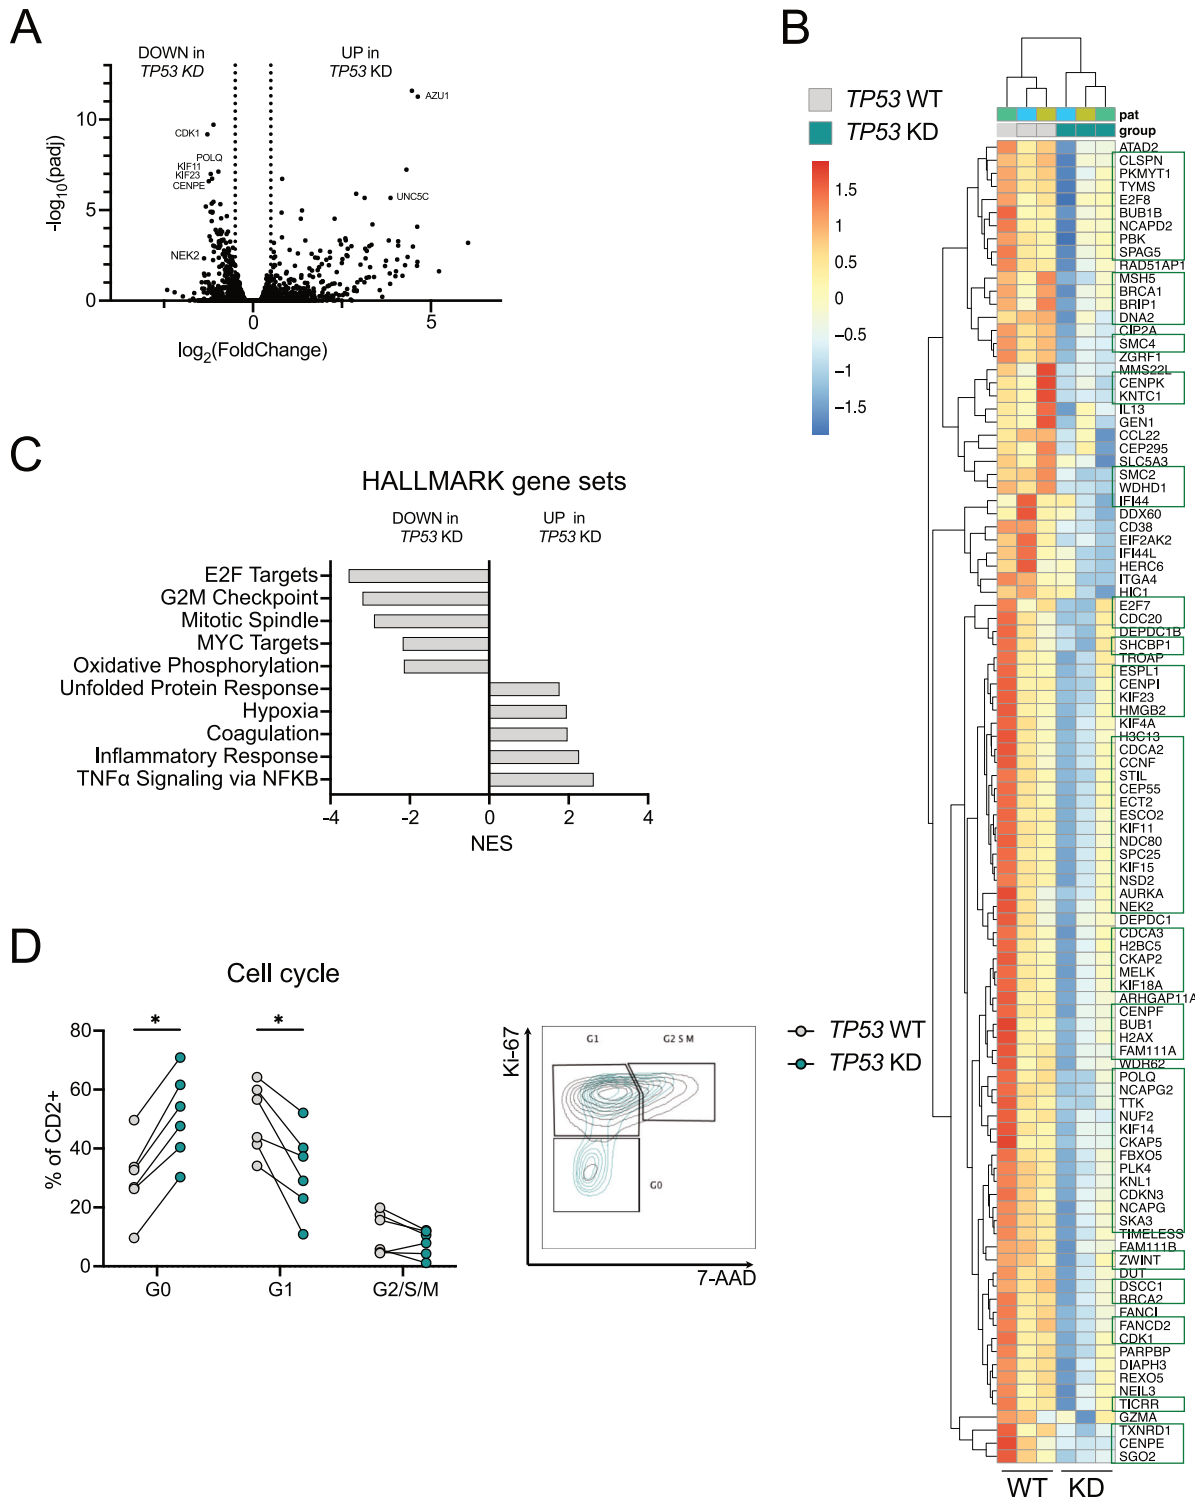 A
DOWN in
TP53 KD
UP in
TP53 KD
AZU1
CDK1
POLQ
KIF11
KIF23
CENPE
UNC5C
NEK2
10
5
0
-log10(padj)
0
5
log2(FoldChange)
B
TP53 WT
TP53 KD
1.5
1
0.5
0
−0.5
−1
−1.5
pat
group
ATAD2
CLSPN
PKMYT1
TYMS
E2F8
BUB1B
NCAPD2
PBK
SPAG5
RAD51AP1
MSH5
BRCA1
BRIP1
DNA2
CIP2A
SMC4
ZGRF1
MMS22L
CENPK
KNTC1
IL13
GEN1
CCL22
CEP295
SLC5A3
SMC2
WDHD1
IFI44
DDX60
CD38
EIF2AK2
IFI44L
HERC6
ITGA4
HIC1
E2F7
CDC20
DEPDC1B
SHCBP1
TROAP
ESPL1
CENPI
KIF23
HMGB2
KIF4A
H3C13
CDCA2
CCNF
STIL
CEP55
ECT2
ESCO2
KIF11
NDC80
SPC25
KIF15
NSD2
AURKA
NEK2
DEPDC1
CDCA3
H2BC5
CKAP2
MELK
KIF18A
ARHGAP11A
CENPF
BUB1
H2AX
FAM111A
WDR62
POLQ
NCAPG2
TTK
NUF2
KIF14
CKAP5
FBXO5
PLK4
KNL1
CDKN3
NCAPG
SKA3
TIMELESS
FAM111B
ZWINT
DUT
DSCC1
BRCA2
FANCI
FANCD2
CDK1
PARPBP
DIAPH3
REXO5
NEIL3
TICRR
GZMA
TXNRD1
CENPE
SGO2
WT KD
C
HALLMARK gene sets
DOWN in
TP53 KD
UP in
TP53 KD
E2F Targets
G2M Checkpoint
Mitotic Spindle
MYC Targets
Oxidative Phosphorylation
Unfolded Protein Response
Hypoxia
Coagulation
Inflammatory Response
TNFα Signaling via NFKB
-4 -2 0 2 4
NES
D
Cell cycle
* *
80
60
40
20
0
% of CD2+
G0 G1 G2/S/M
Ki-67
G1
G2 S M
G0
7-AAD
TP53 WT
TP53 KD